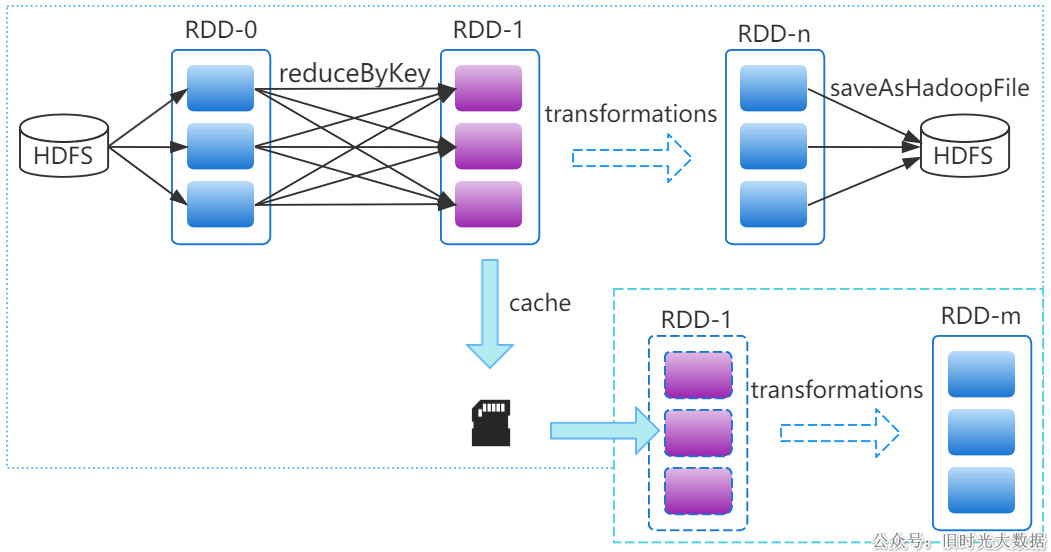 RDD-0
RDD-1
RDD-n
reduceByKey
saveAsHadoopFile
transformations
HDFS
HDFS
cache
RDD-1
RDD-m
transformations
公众号：旧时光大数据